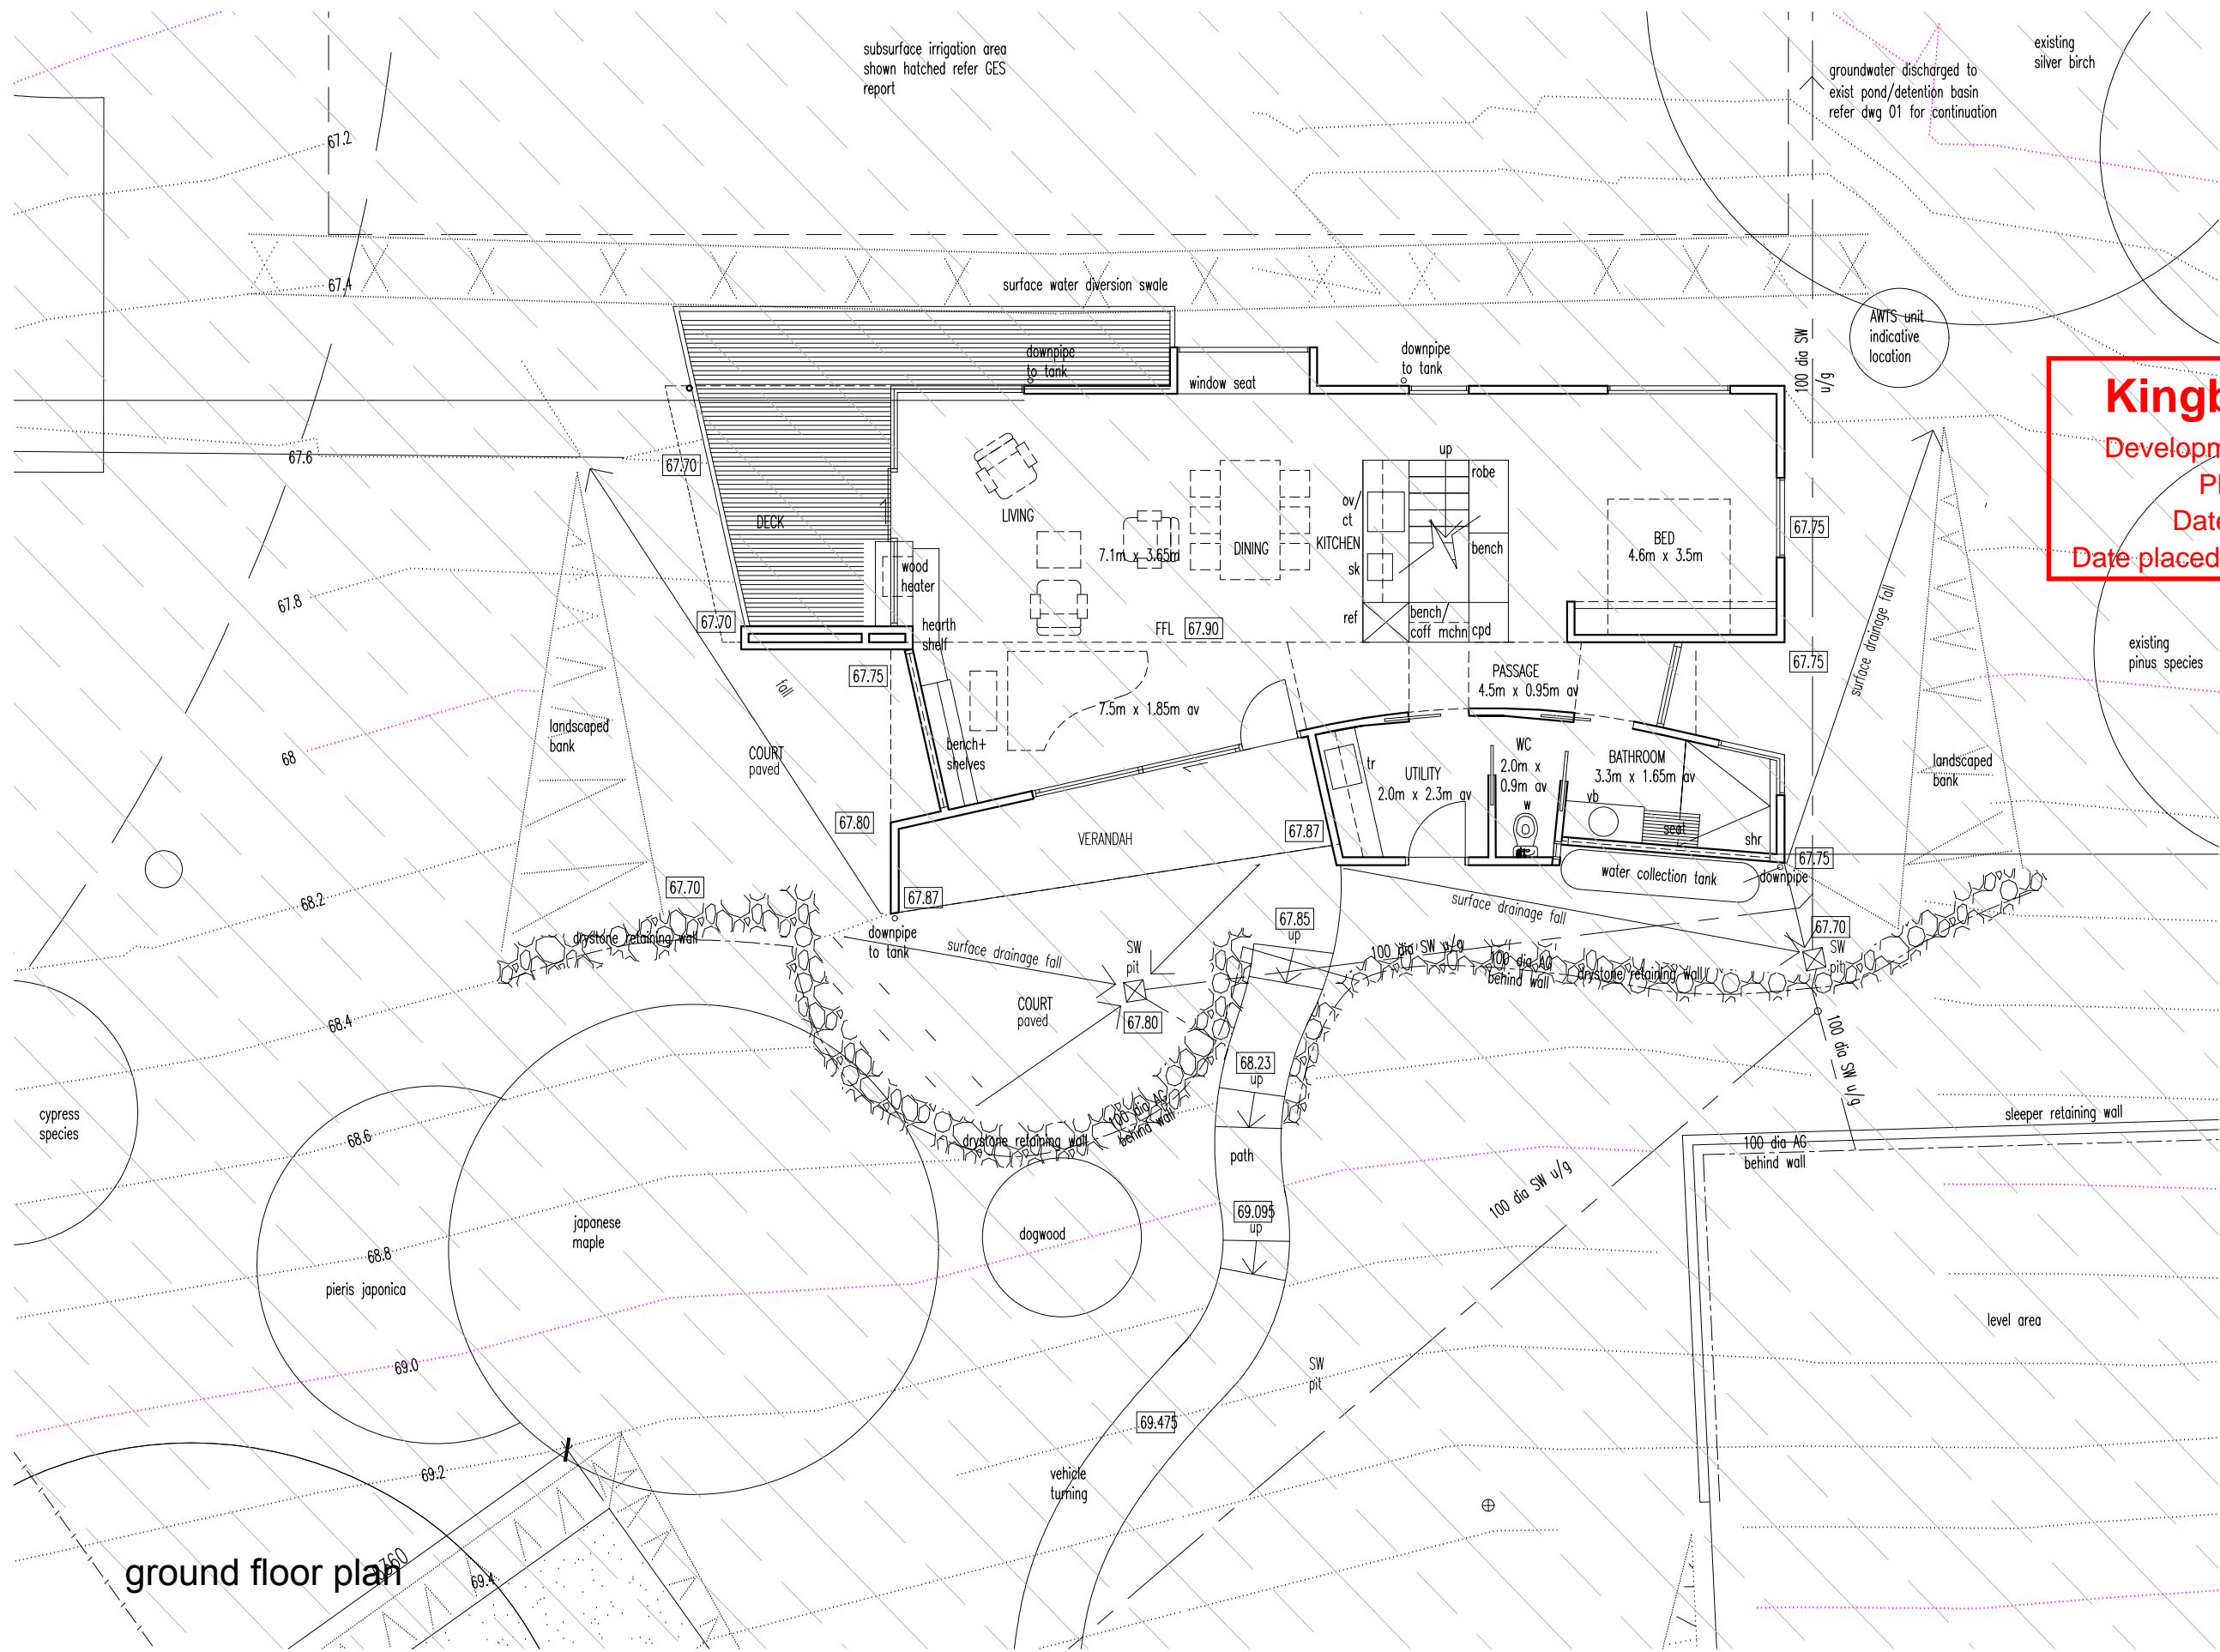 subsurface irrigation area
shown hatched refer GES
report
existing
silver birch
groundwater discharged to
exist pond/detention basin
refer dwg 01 for continuation
67.2
67.4
surface water diversion swale
AWTS unit
indicative
location
100 dia SW
u/g
downpipe
to tank
downpipe
to tank
window seat
Kingb
Developm
Pl
Date
Date placed
67.6
67.70
DECK
LIVING
7.1m x 3.65m
DINING
up
robe
ov/
ct
KITCHEN
sk
bench
BED
4.6m x 3.5m
67.75
wood
heater
67.8
67.70
hearth
shelf
FFL
67.90
ref
bench/
coff mchn
cpd
surface drainage fall
existing
pinus species
67.75
67.75
fall
PASSAGE
4.5m x 0.95m av
7.5m x 1.85m av
landscaped
bank
68
COURT
paved
bench+
shelves
tr
UTILITY
2.0m x 2.3m av
WC
2.0m x
0.9m av
w
BATHROOM
3.3m x 1.65m av
vb
seat
shr
landscaped
bank
67.80
VERANDAH
67.87
67.75
water collection tank
downpipe
67.70
67.87
68.2
drystone retaining wall
downpipe
to tank
surface drainage fall
SW
pit
67.85
up
surface drainage fall
67.70
SW
pit
100 dia SW u/g
100 dia AG
behind wall
drystone retaining wall
COURT
paved
67.80
68.4
68.23
up
100 dia SW u/g
cypress
species
68.6
drystone retaining wall
100 dia AG
behind wall
path
sleeper retaining wall
100 dia AG
behind wall
100 dia SW u/g
japanese
maple
dogwood
69.095
up
68.8
pieris japonica
level area
69.0
SW
pit
69.475
69.2
vehicle
turning
ground floor plan
69.4